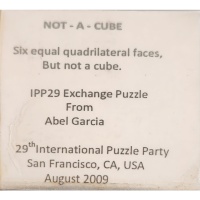 NOT - A - CUBE
Six equal quadrilateral faces,
But not a cube.
IPP29 Exchange Puzzle
From
Abel Garcia
29th International Puzzle Party
San Francisco, CA, USA
August 2009